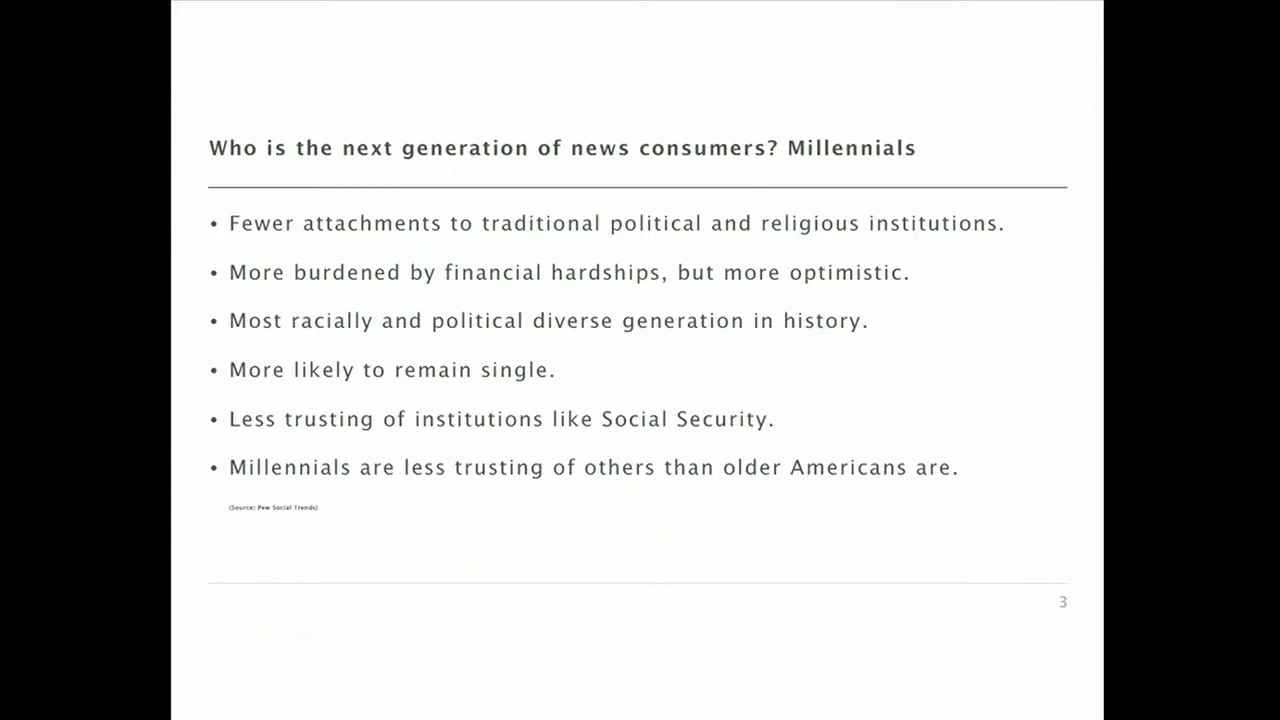 Who is the next generation of news consumers? Millennials
• Fewer attachments to traditional political and religious institutions.
• More burdened by financial hardships, but more optimistic.
• Most racially and political diverse generation in history.
• More likely to remain single.
• Less trusting of institutions like Social Security.
• Millennials are less trusting of others than older Americans are.
(Source: Pew Social Trends)
3